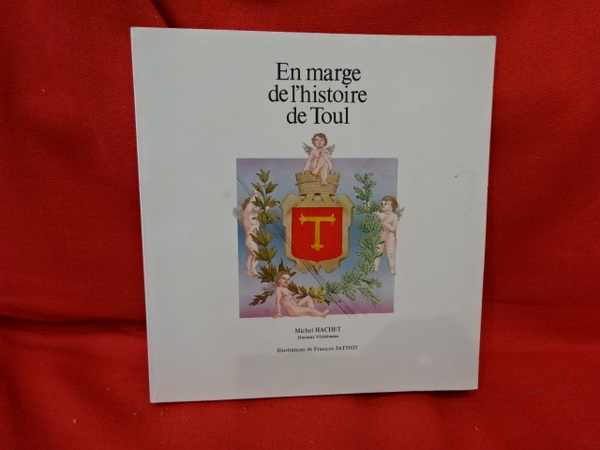 En marge
de l'histoire
de Toul
T
Michel HACHET
Docteur Vétérinaire
Illustrations de François JATTIOT